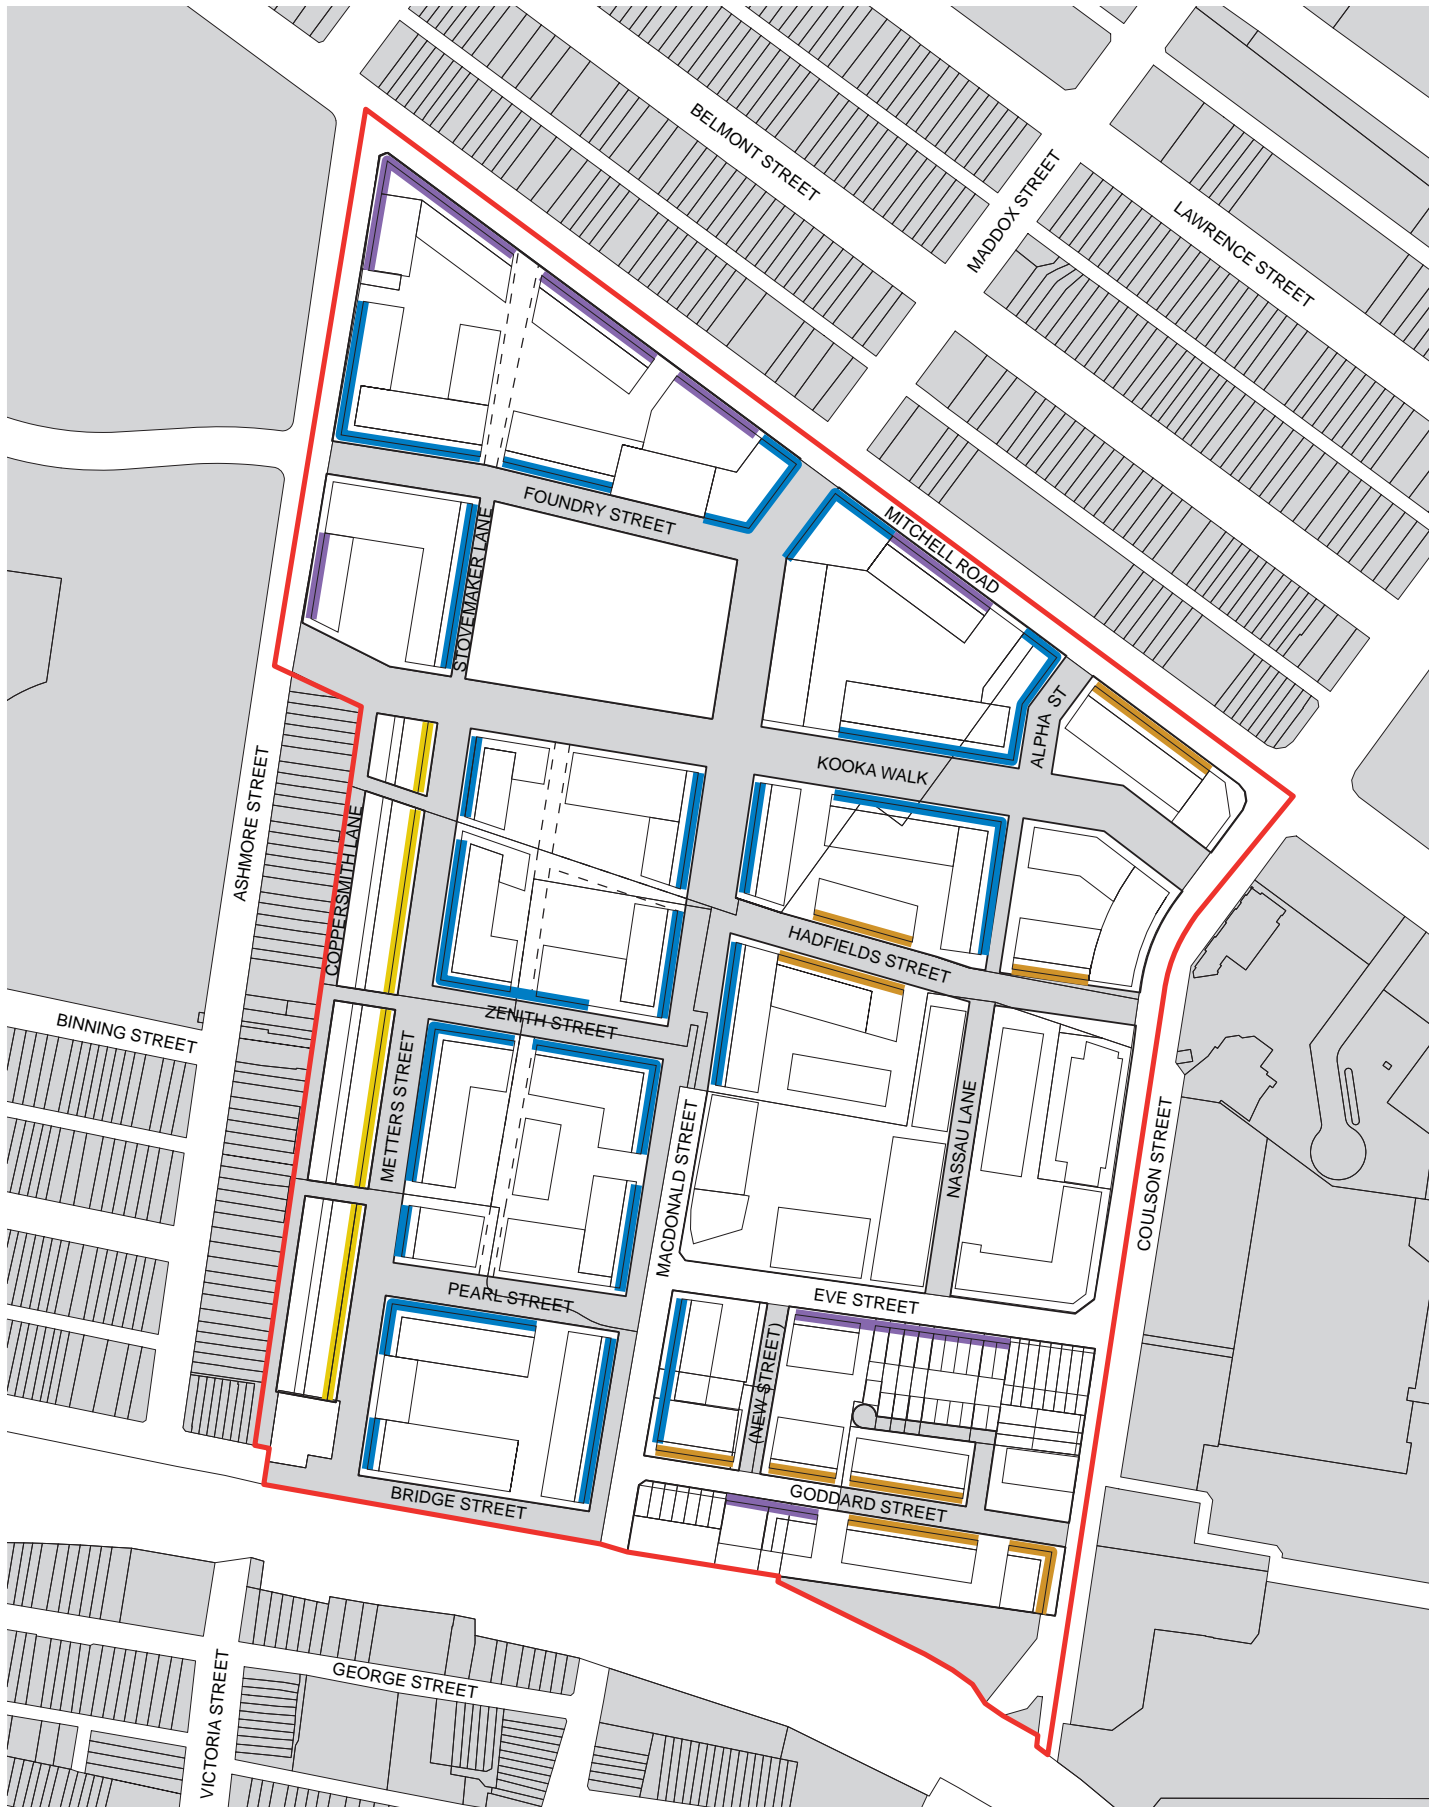 BELMONT STREET
MADDOX STREET
LAWRENCE STREET
FOUNDRY STREET
MITCHELL ROAD
STOVEMAKER LANE
ALPHA ST
KOOKA WALK
ASHMORE STREET
COPPERSMITH LANE
HADFIELDS STREET
ZENITH STREET
BINNING STREET
METTERS STREET
NASSAU LANE
MACDONALD STREET
COULSON STREET
PEARL STREET
EVE STREET
(NEW STREET)
BRIDGE STREET
GODDARD STREET
GEORGE STREET
VICTORIA STREET